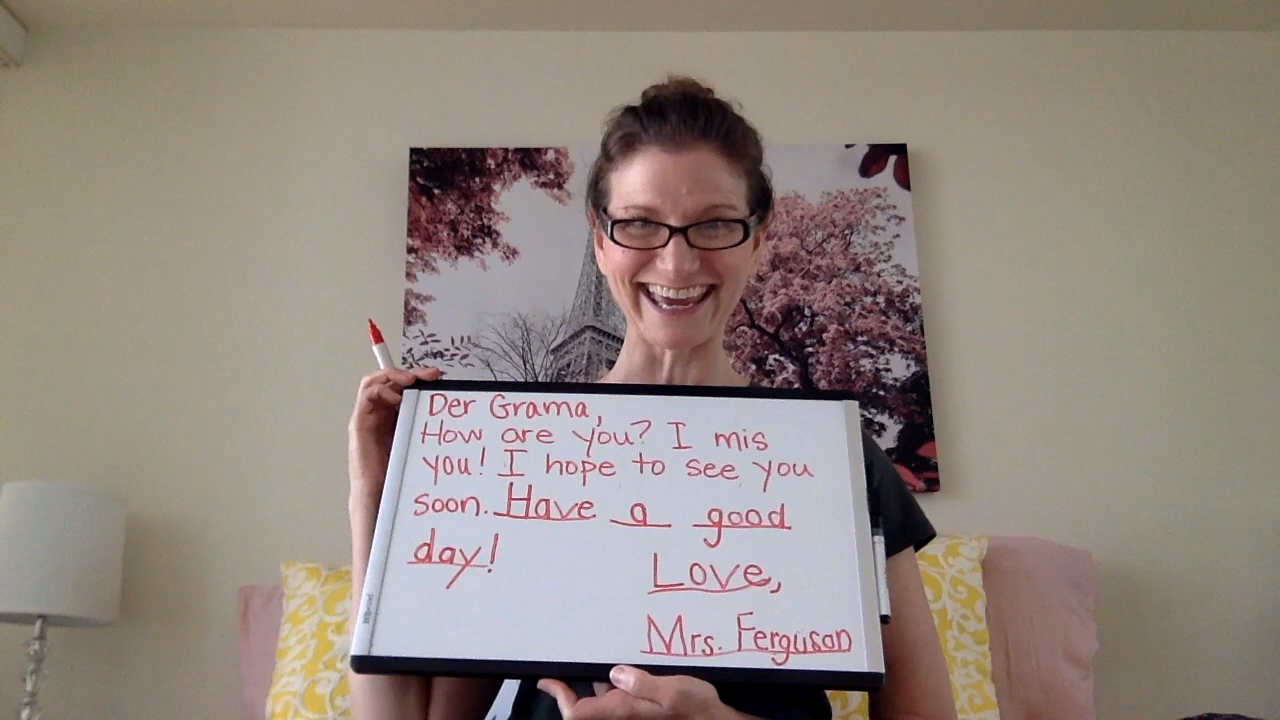 Der Grama,
How are you? I mis
you! I hope to see you
soon. Have a good
day!
Love,
Mrs. Ferguson